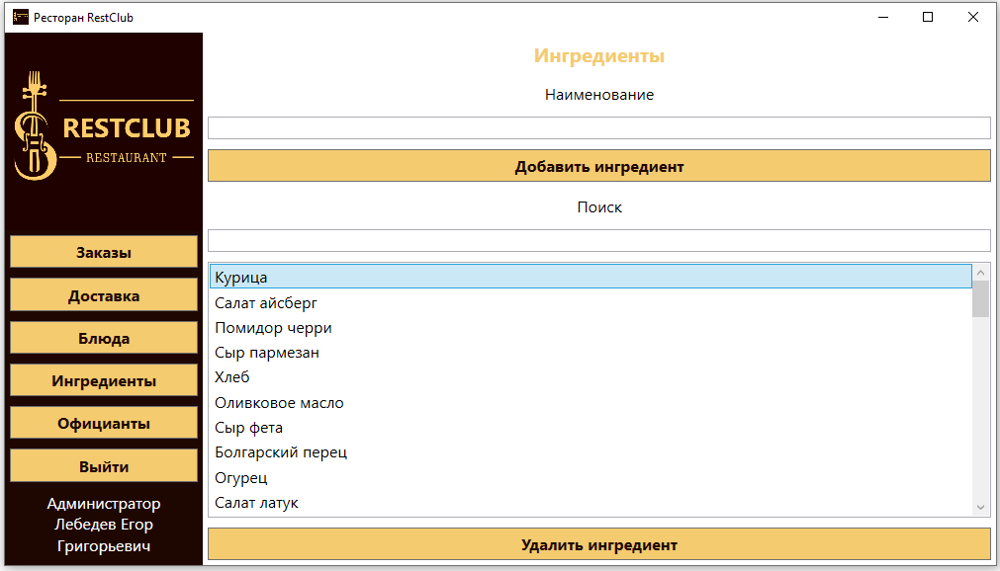 Ресторан RestClub
RESTCLUB
RESTAURANT
Заказы
Доставка
Блюда
Ингредиенты
Официанты
Выйти
Администратор
Лебедев Егор
Григорьевич
Ингредиенты
Наименование
Добавить ингредиент
Поиск
Курица
Салат айсберг
Помидор черри
Сыр пармезан
Хлеб
Оливковое масло
Сыр фета
Болгарский перец
Огурец
Салат латук
Удалить ингредиент